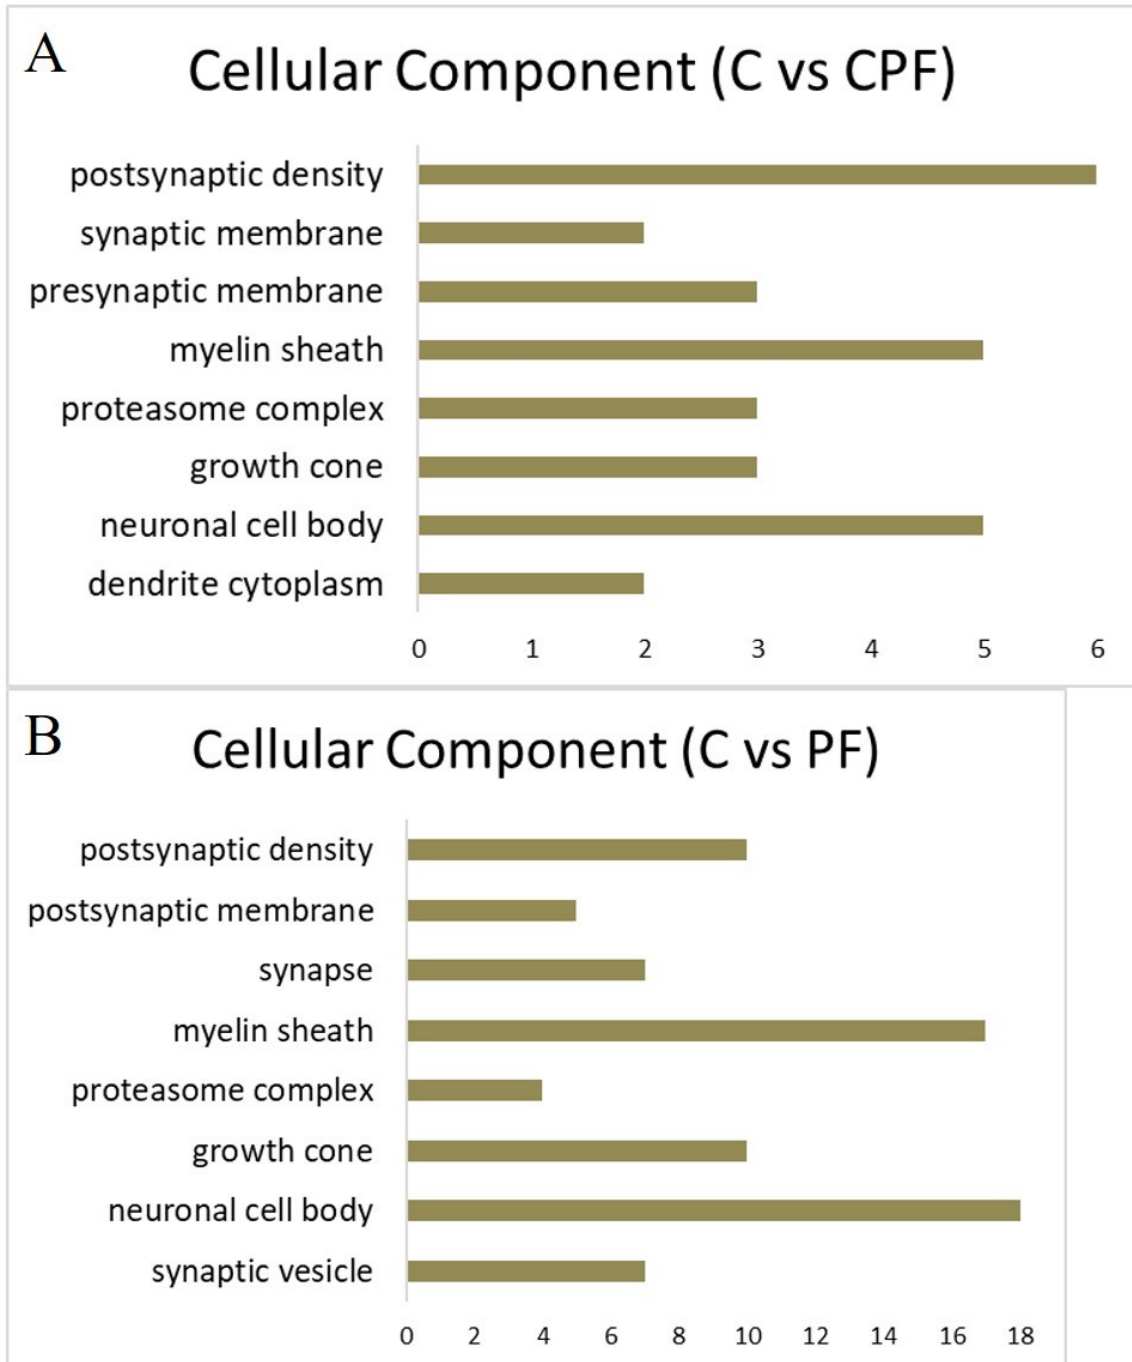 A
Cellular Component (C vs CPF)
postsynaptic density
synaptic membrane
presynaptic membrane
myelin sheath
proteasome complex
growth cone
neuronal cell body
dendrite cytoplasm
0 1 2 3 4 5 6
B
Cellular Component (C vs PF)
postsynaptic density
postsynaptic membrane
synapse
myelin sheath
proteasome complex
growth cone
neuronal cell body
synaptic vesicle
0 2 4 6 8 10 12 14 16 18